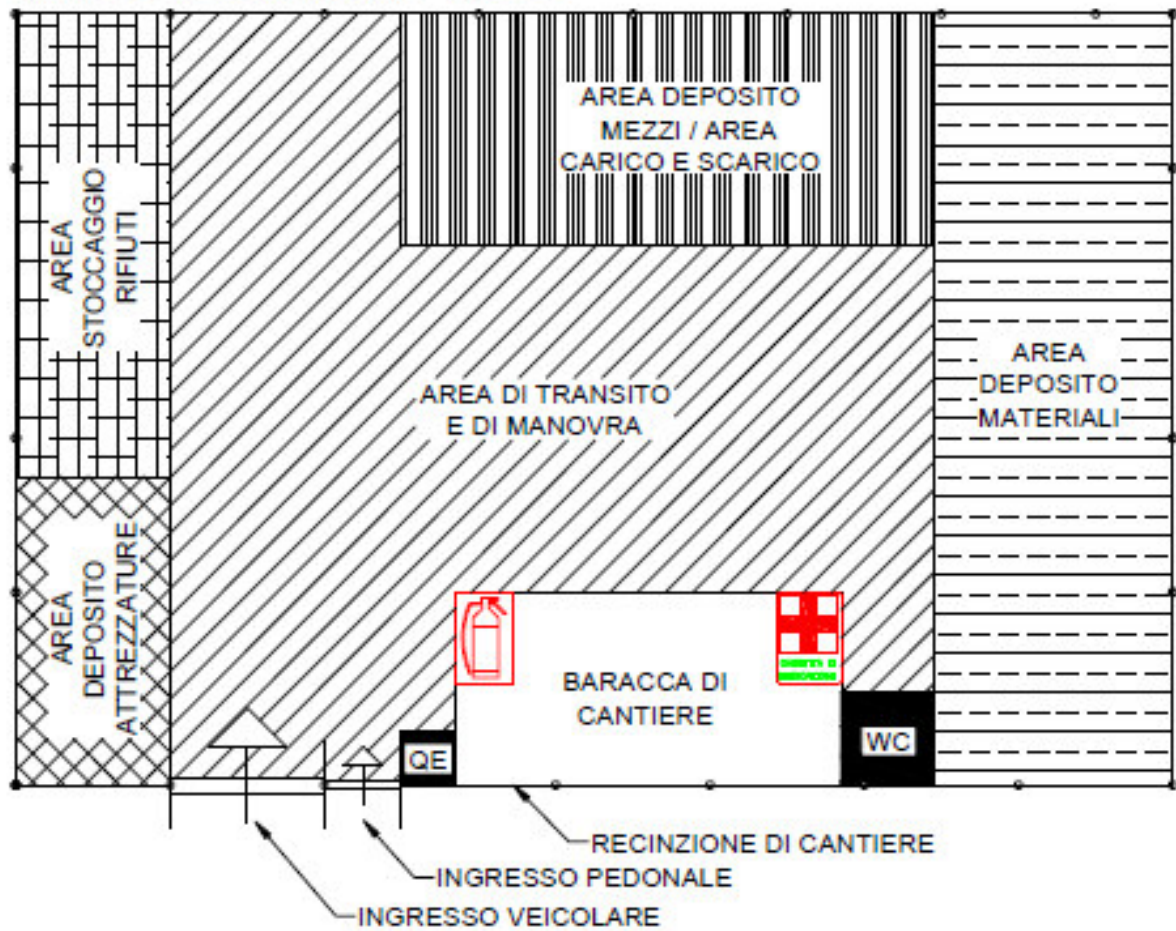 AREA DEPOSITO
MEZZI / AREA
CARICO E SCARICO
AREA
STOCCAGGIO
RIFIUTI
AREA DI TRANSITO
E DI MANOVRA
AREA
DEPOSITO
MATERIALI
AREA
DEPOSITO
ATTREZZATURE
BARACCA DI
CANTIERE
QE
WC
RECINZIONE DI CANTIERE
INGRESSO PEDONALE
INGRESSO VEICOLARE